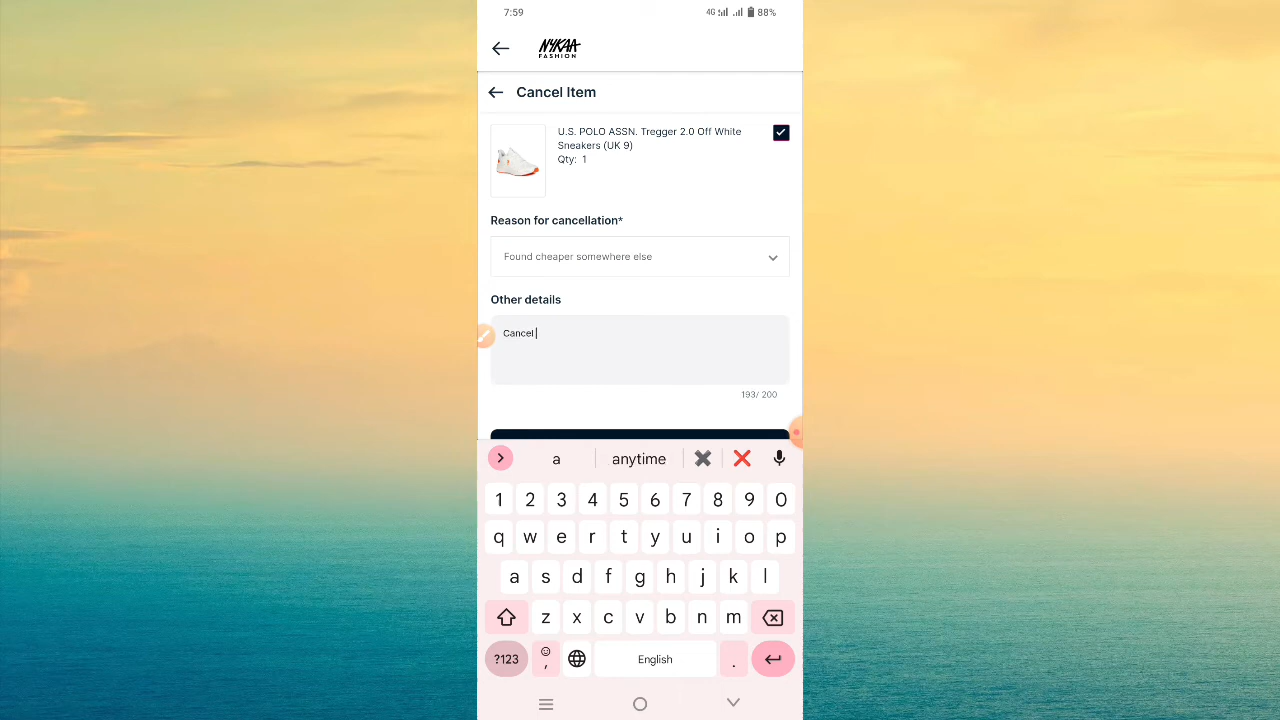 7:59
4G
88%
NYKAA
FASHION
Cancel Item
U.S. POLO ASSN. Tregger 2.0 Off White
Sneakers (UK 9)
Qty: 1
Reason for cancellation*
Found cheaper somewhere else
Other details
Cancel
193/ 200
a
anytime
1 2 3 4 5 6 7 8 9 0
q w e r t y u i o p
a s d f g h j k l
z x c v b n m
?123
,
English
.